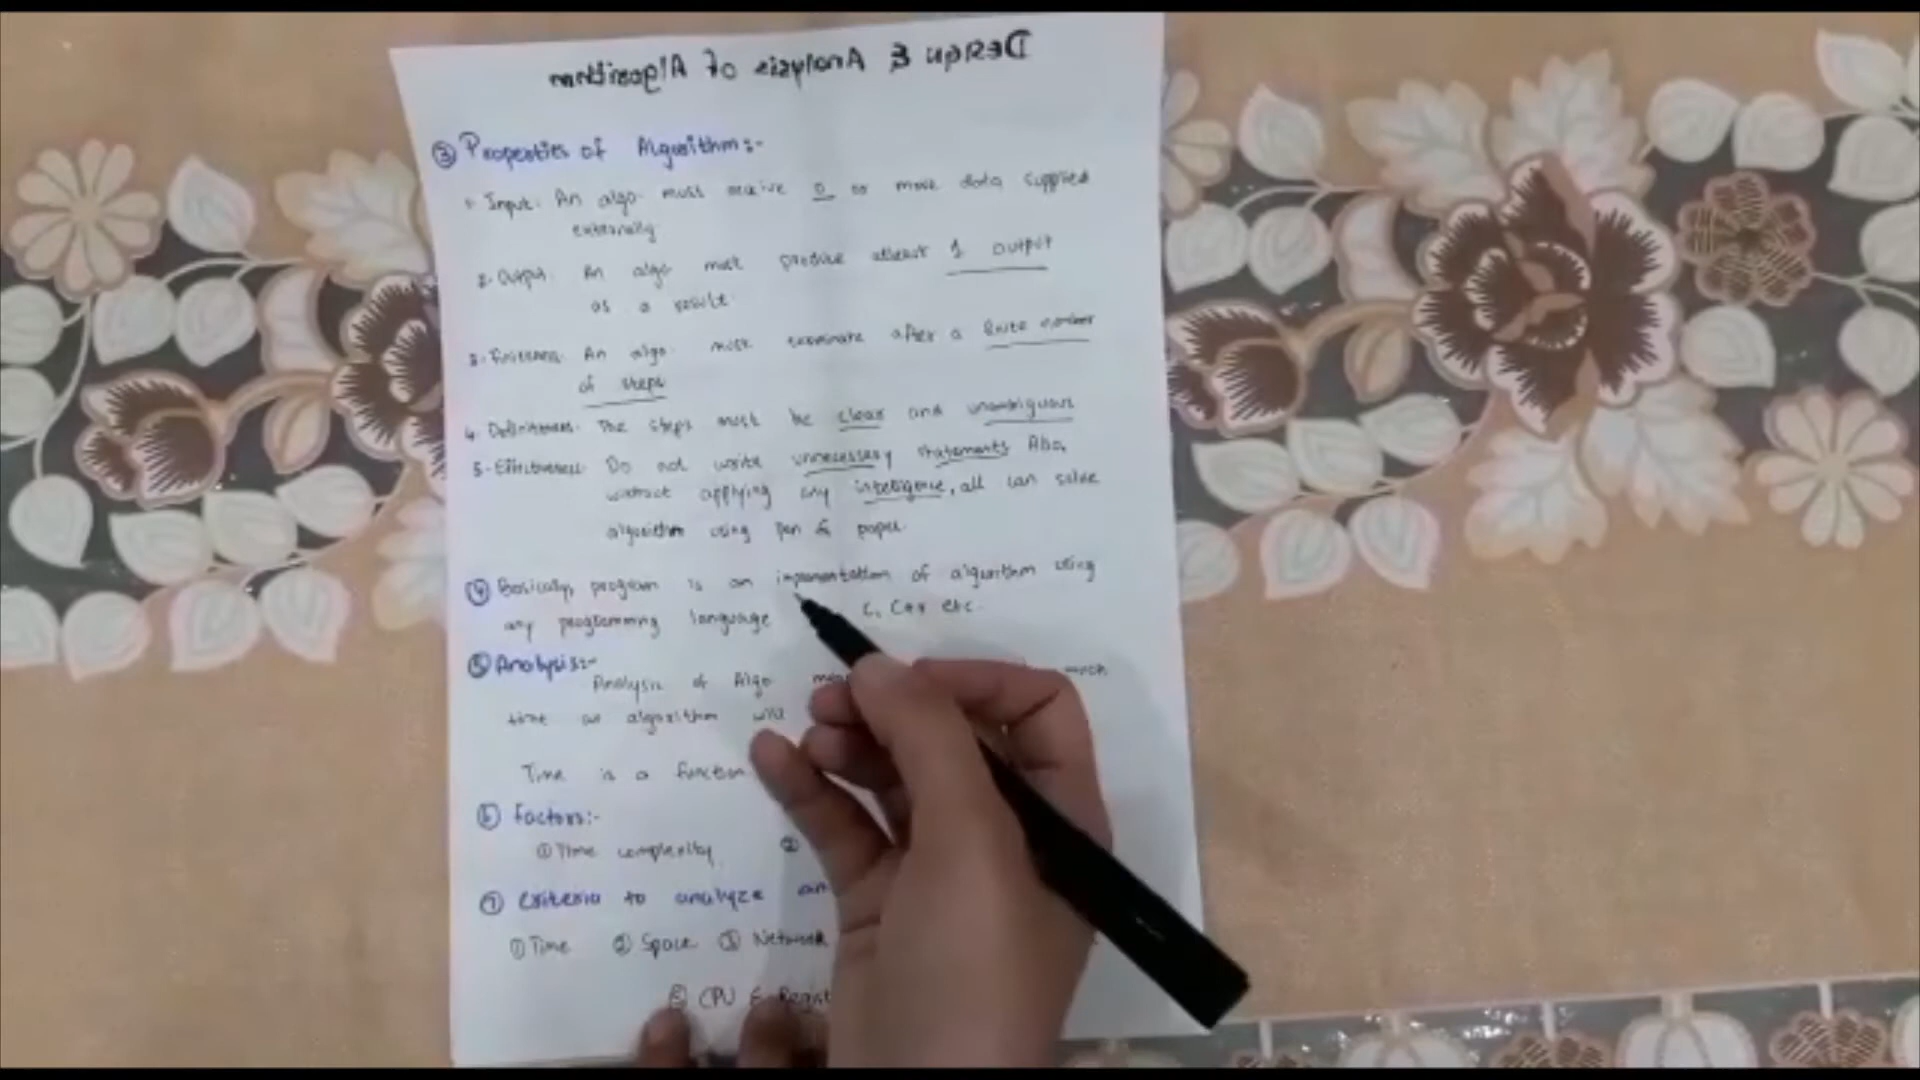 Design & Analysis of Algorithm
③ Properties of Algorithm:-
1. Input: An algo. must receive 0 or more data supplied
externally
2. Output: An algo must produce atleast 1 output
as a result
3. Finiteness: An algo. must terminate after a finite number
of steps
4. Definiteness: The steps must be clear and unambiguous
5. Effectiveness: Do not write unnecessary statements Also,
without applying any intelligence, all can solve
algorithm using pen & paper.
④ Basically, program is an of algorithm using
any programming language C, C++ etc.
⑤ Analysis:-
Analysis of Algo much
time an algorithm will
Time is a function
⑥ Factors:-
① Time complexity ②
⑦ Criteria to analyze an
① Time ② Space ③ Network
⑤ CPU &